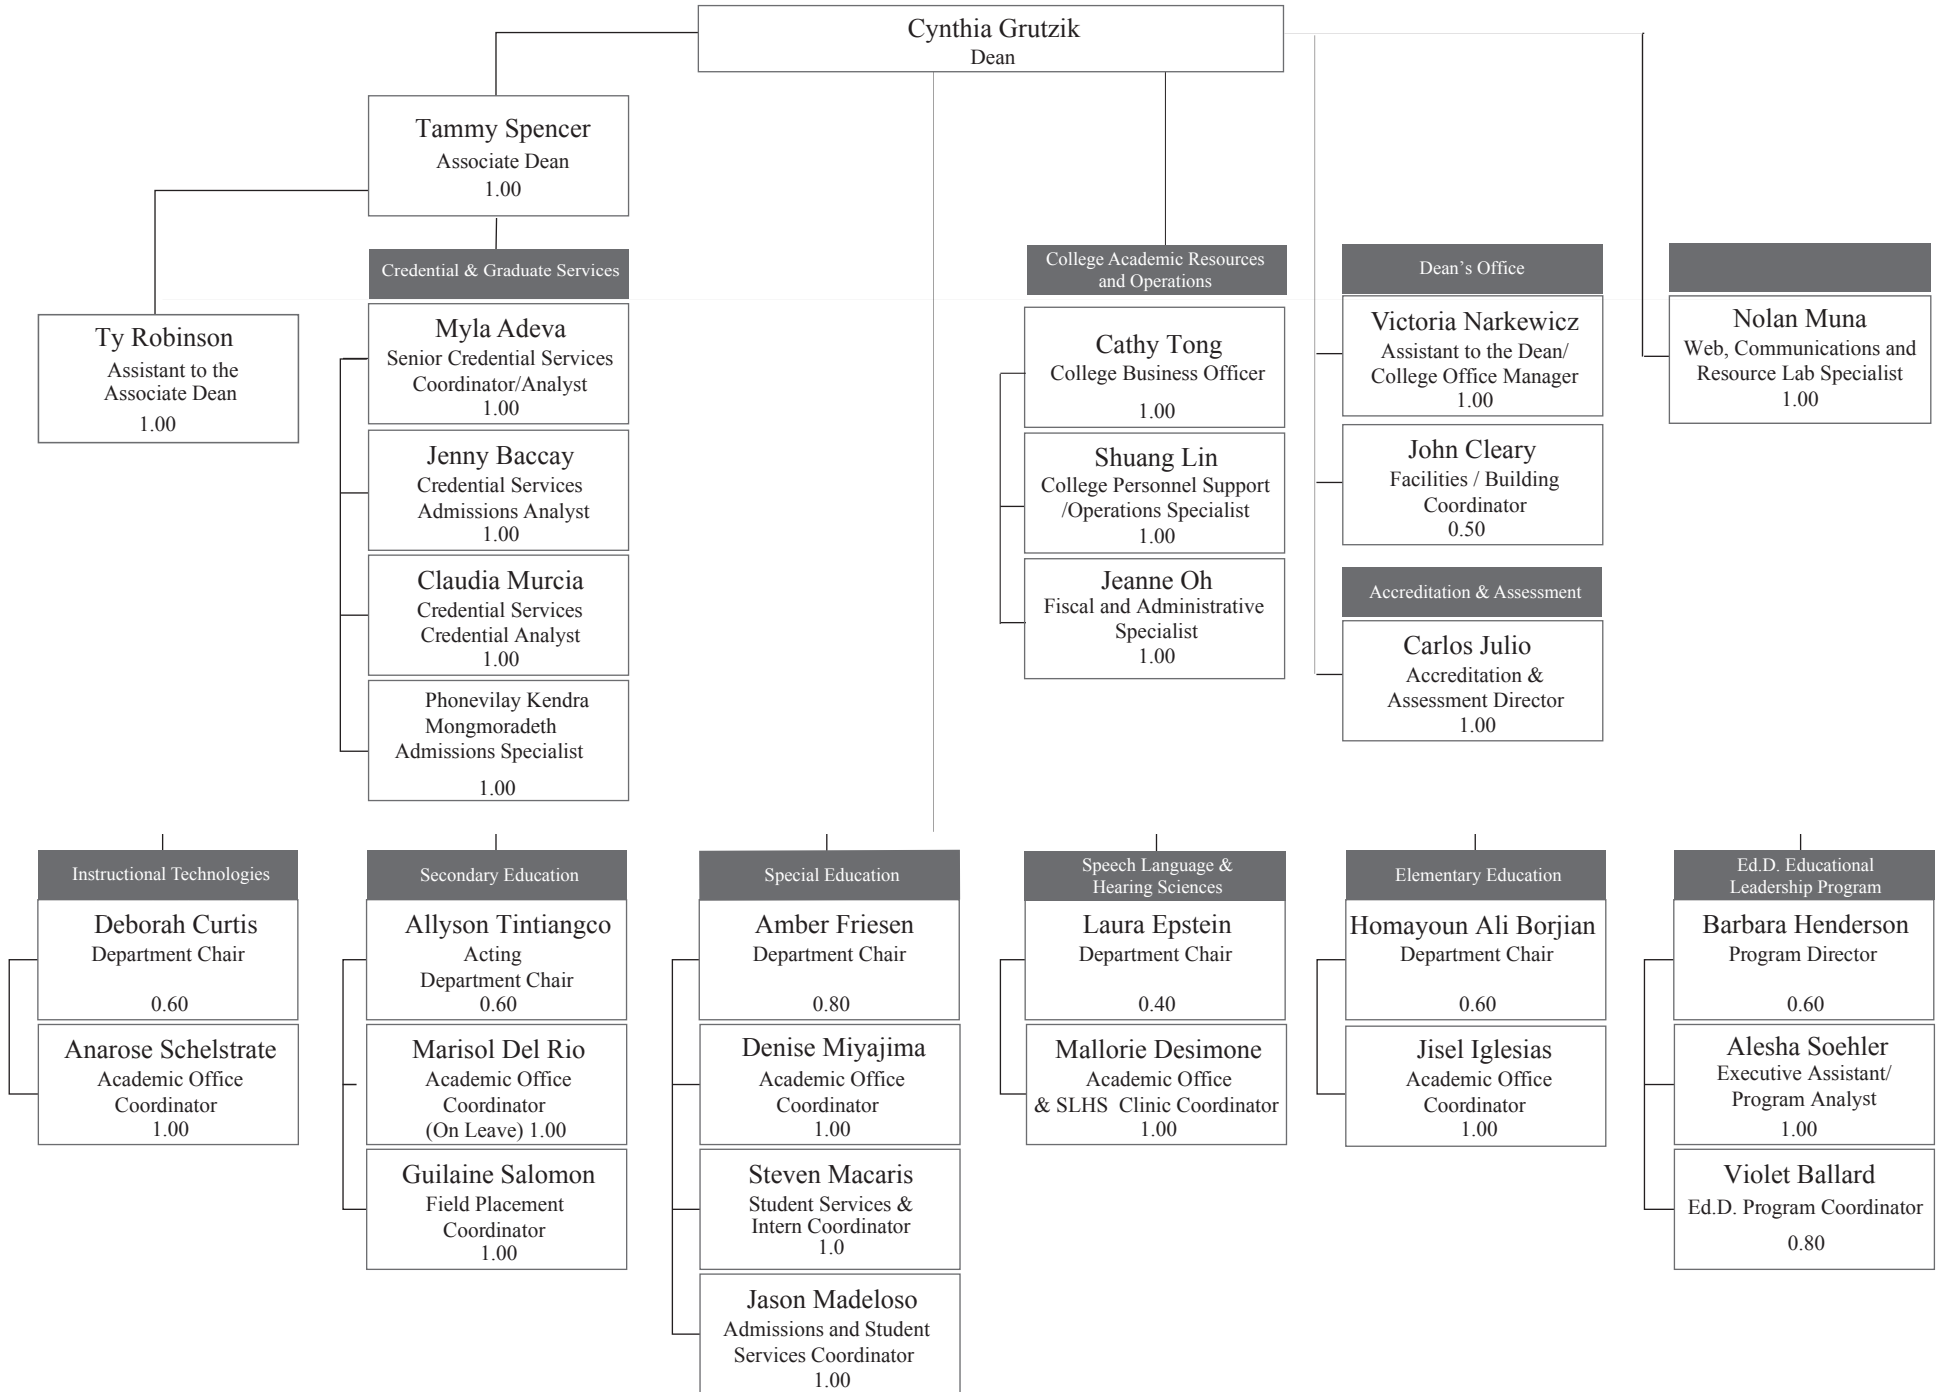 Cynthia Grutzik
Dean
Tammy Spencer
Associate Dean
1.00
Ty Robinson
Assistant to the
Associate Dean
1.00
Credential & Graduate Services
Myla Adeva
Senior Credential Services
Coordinator/Analyst
1.00
Jenny Baccay
Credential Services
Admissions Analyst
1.00
Claudia Murcia
Credential Services
Credential Analyst
1.00
Phonevilay Kendra
Mongmoradeth
Admissions Specialist
1.00
College Academic Resources
and Operations
Cathy Tong
College Business Officer
1.00
Shuang Lin
College Personnel Support
/Operations Specialist
1.00
Jeanne Oh
Fiscal and Administrative
Specialist
1.00
Dean’s Office
Victoria Narkewicz
Assistant to the Dean/
College Office Manager
1.00
John Cleary
Facilities / Building
Coordinator
0.50
Accreditation & Assessment
Carlos Julio
Accreditation &
Assessment Director
1.00
Nolan Muna
Web, Communications and
Resource Lab Specialist
1.00
Instructional Technologies
Deborah Curtis
Department Chair
0.60
Anarose Schelstrate
Academic Office
Coordinator
1.00
Secondary Education
Allyson Tintiangco
Acting
Department Chair
0.60
Marisol Del Rio
Academic Office
Coordinator
(On Leave) 1.00
Guilaine Salomon
Field Placement
Coordinator
1.00
Special Education
Amber Friesen
Department Chair
0.80
Denise Miyajima
Academic Office
Coordinator
1.00
Steven Macaris
Student Services &
Intern Coordinator
1.0
Jason Madeloso
Admissions and Student
Services Coordinator
1.00
Speech Language &
Hearing Sciences
Laura Epstein
Department Chair
0.40
Mallorie Desimone
Academic Office
& SLHS Clinic Coordinator
1.00
Elementary Education
Homayoun Ali Borjian
Department Chair
0.60
Jisel Iglesias
Academic Office
Coordinator
1.00
Ed.D. Educational
Leadership Program
Barbara Henderson
Program Director
0.60
Alesha Soehler
Executive Assistant/
Program Analyst
1.00
Violet Ballard
Ed.D. Program Coordinator
0.80